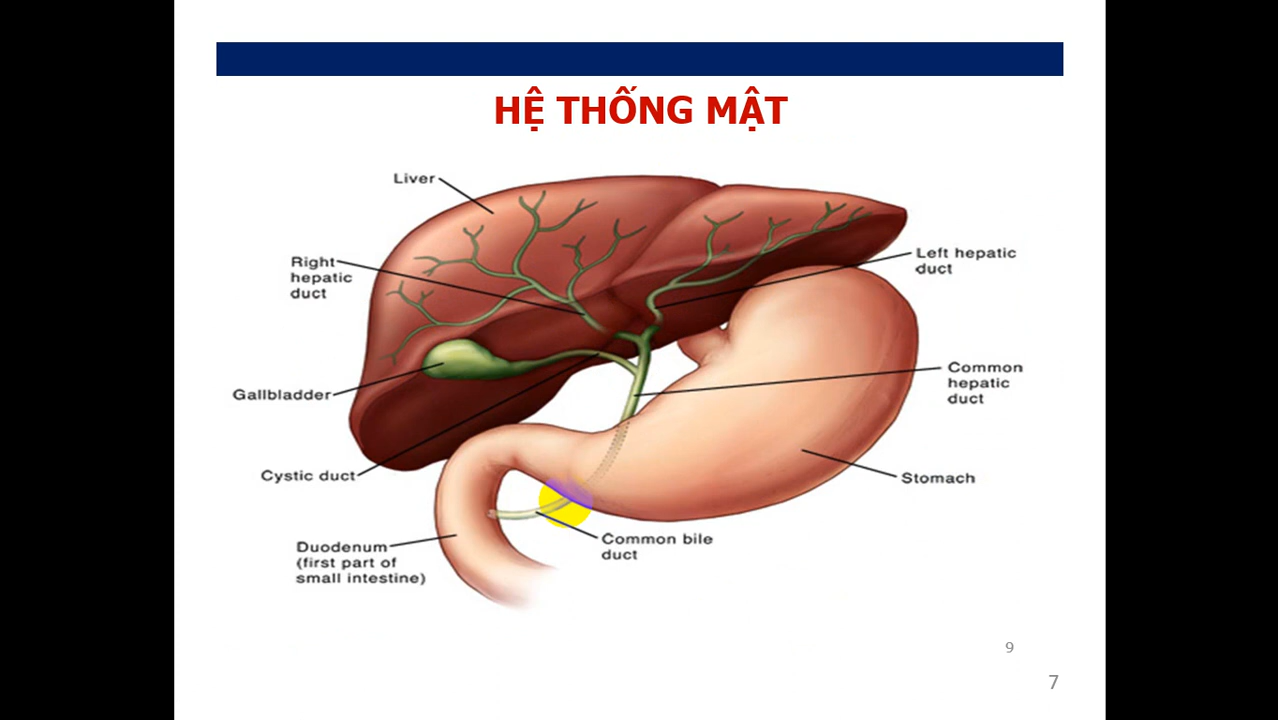 HỆ THỐNG MẬT
Liver
Right
hepatic
duct
Left hepatic
duct
Gallbladder
Common
hepatic
duct
Cystic duct
Stomach
Common bile
duct
Duodenum
(first part of
small intestine)
9
7